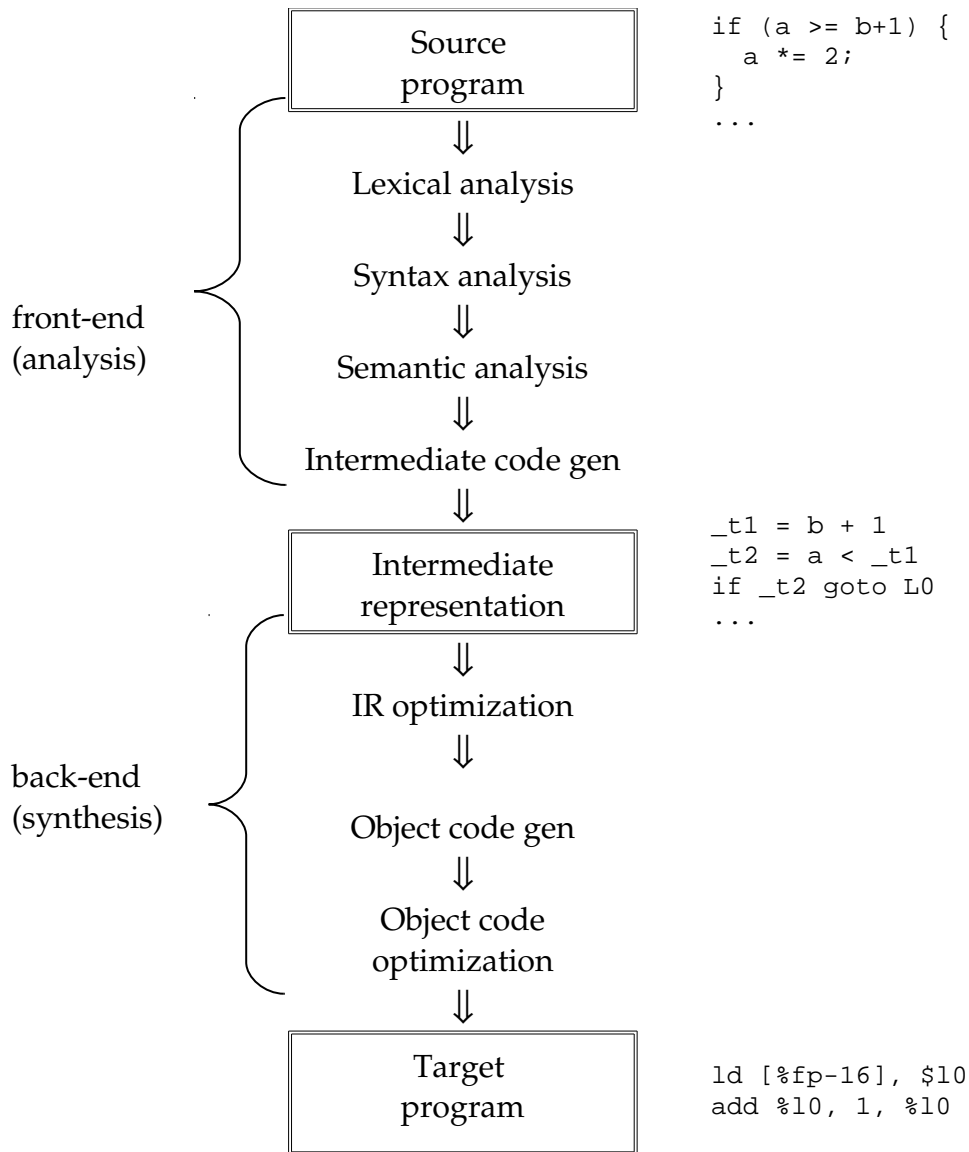 Source
program
if (a >= b+1) {
a *= 2;
}
...
Lexical analysis
Syntax analysis
front-end
(analysis)
Semantic analysis
Intermediate code gen
Intermediate
representation
_t1 = b + 1
_t2 = a < _t1
if _t2 goto L0
...
IR optimization
back-end
(synthesis)
Object code gen
Object code
optimization
Target
program
ld [%fp-16], $l0
add %l0, 1, %l0